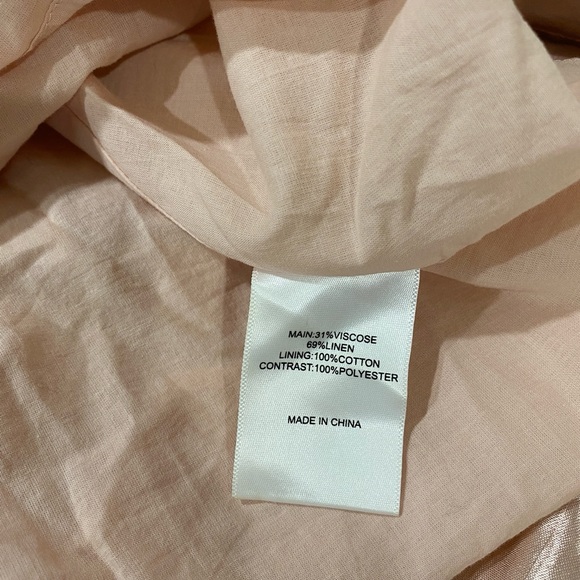 MAIN:31%VISCOSE
69%LINEN
LINING:100%COTTON
CONTRAST:100%POLYESTER
MADE IN CHINA